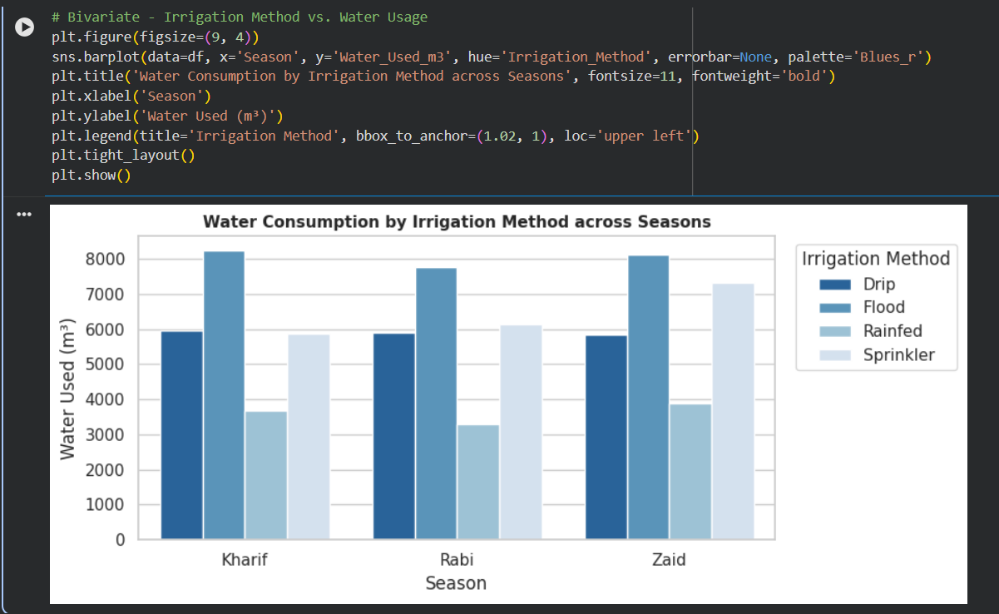 # Bivariate - Irrigation Method vs. Water Usage
plt.figure(figsize=(9, 4))
sns.barplot(data=df, x='Season', y='Water_Used_m3', hue='Irrigation_Method', errorbar=None, palette='Blues_r')
plt.title('Water Consumption by Irrigation Method across Seasons', fontsize=11, fontweight='bold')
plt.xlabel('Season')
plt.ylabel('Water Used (m³)')
plt.legend(title='Irrigation Method', bbox_to_anchor=(1.02, 1), loc='upper left')
plt.tight_layout()
plt.show()
Water Consumption by Irrigation Method across Seasons
Water Used (m³)
8000
7000
6000
5000
4000
3000
2000
1000
0
Kharif
Rabi
Zaid
Season
Irrigation Method
Drip
Flood
Rainfed
Sprinkler